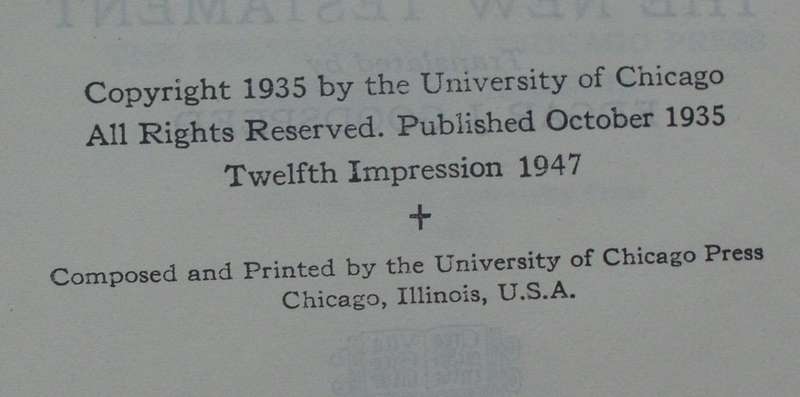 Copyright 1935 by the University of Chicago
All Rights Reserved. Published October 1935
Twelfth Impression 1947
+
Composed and Printed by the University of Chicago Press
Chicago, Illinois, U.S.A.